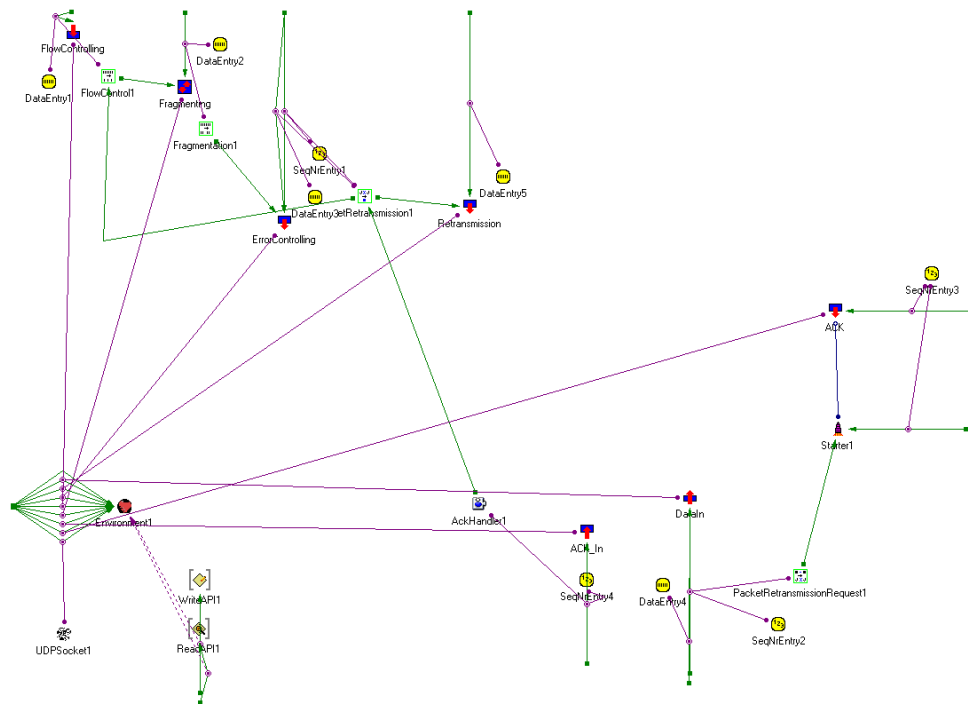 FlowControlling
DataEntry2
DataEntry1
FlowControl1
Fragmenting
Fragmentation1
SeqNrEntry1
DataEntry5
DataEntry3
etRetransmission1
Retransmission
ErrorControlling
SeqNrEntry3
ACK
Starter1
Environment1
AckHandler1
DataIn
ACK_In
WriteAPI1
SeqNrEntry4
DataEntry4
PacketRetransmissionRequest1
UDPSocket1
ReadAPI1
SeqNrEntry2